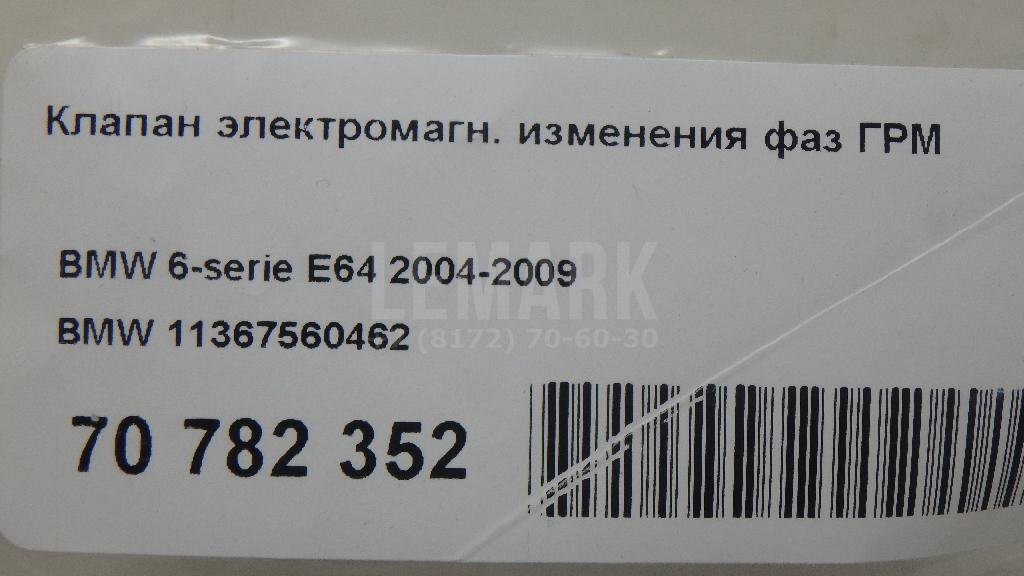 Клапан электромагн. изменения фаз ГРМ
BMW 6-serie E64 2004-2009
LEMARK
BMW 11367560462
(8172) 70-60-30
70 782 352